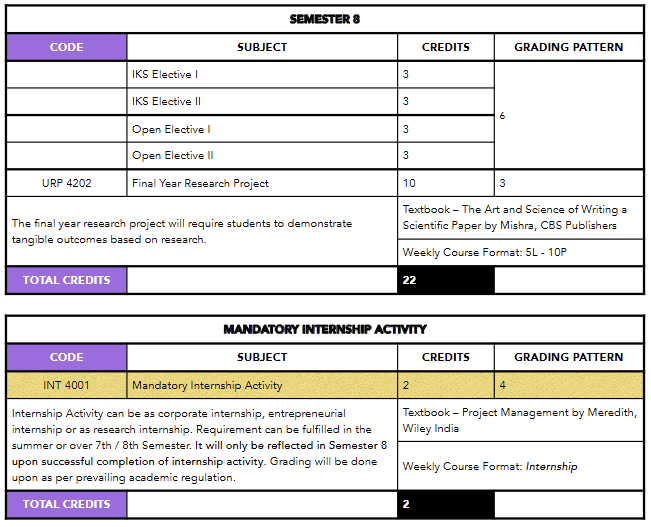 SEMESTER 8
CODE SUBJECT CREDITS GRADING PATTERN
IKS Elective I 3
IKS Elective II 3
6
Open Elective I 3
Open Elective II 3
URP 4202 Final Year Research Project 10 3
The final year research project will require students to demonstrate
tangible outcomes based on research.
Textbook – The Art and Science of Writing a
Scientific Paper by Mishra, CBS Publishers
Weekly Course Format: 5L - 10P
TOTAL CREDITS 22
MANDATORY INTERNSHIP ACTIVITY
CODE SUBJECT CREDITS GRADING PATTERN
INT 4001 Mandatory Internship Activity 2 4
Internship Activity can be as corporate internship, entrepreneurial
internship or as research internship. Requirement can be fulfilled in the
summer or over 7th / 8th Semester. It will only be reflected in Semester 8
upon successful completion of internship activity. Grading will be done
upon as per prevailing academic regulation.
Textbook – Project Management by Meredith,
Wiley India
Weekly Course Format: Internship
TOTAL CREDITS 2